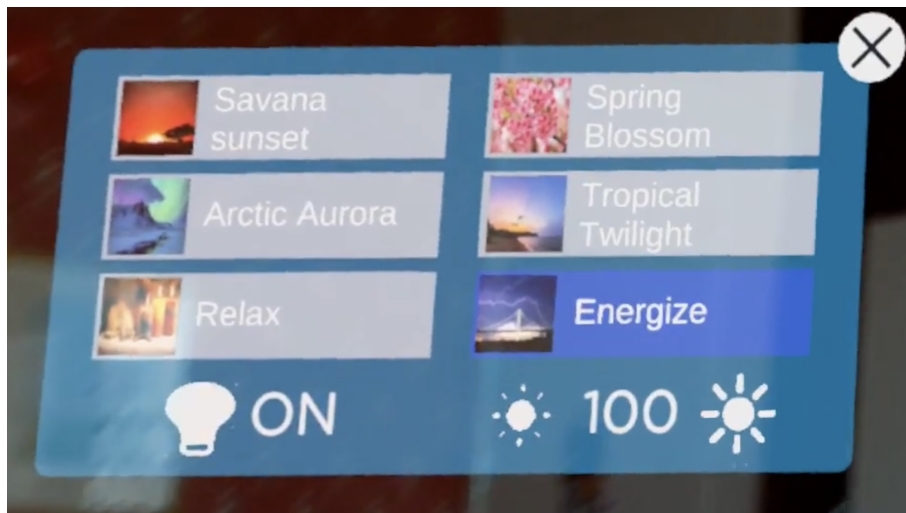 Savana
sunset
Spring
Blossom
Arctic Aurora
Tropical
Twilight
Relax
Energize
ON
100